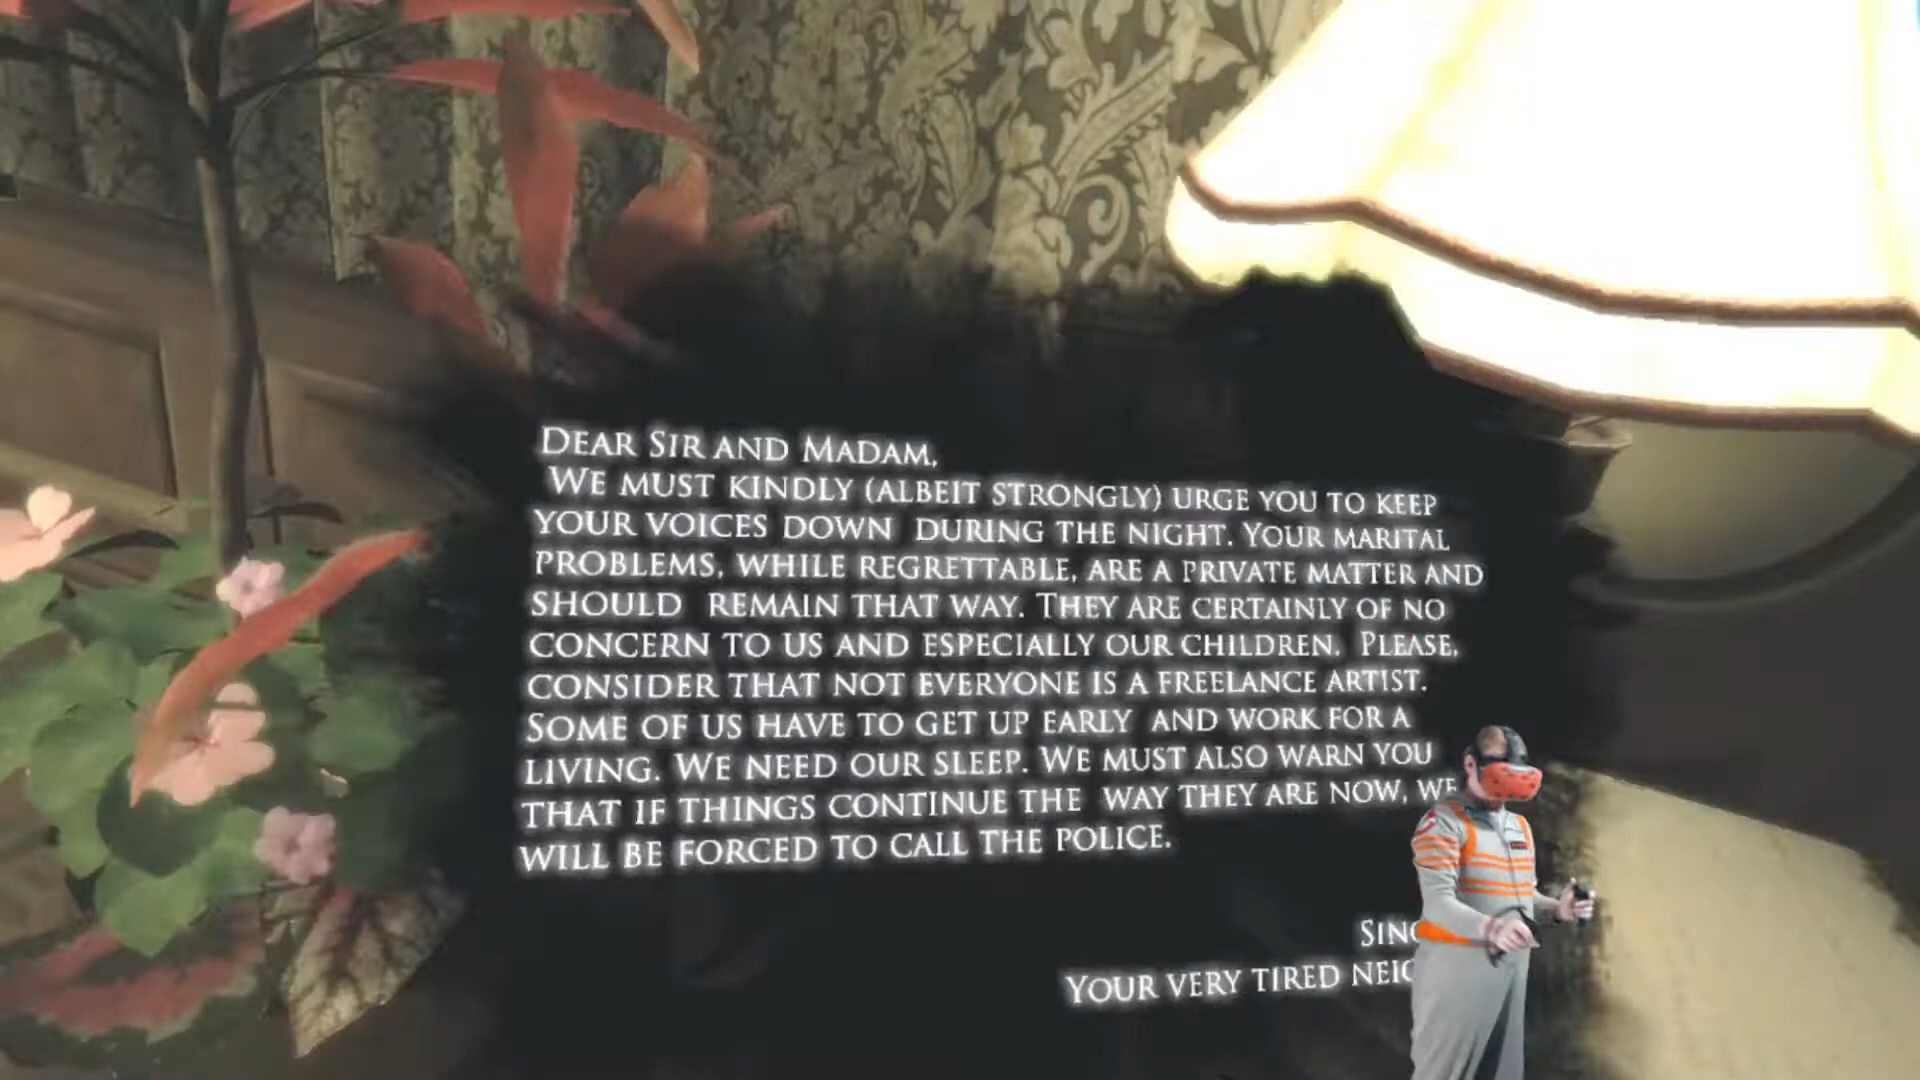 Dear Sir and Madam,
We must kindly (albeit strongly) urge you to keep
your voices down during the night. Your marital
problems, while regrettable, are a private matter and
should remain that way. They are certainly of no
concern to us and especially our children. Please,
consider that not everyone is a freelance artist.
Some of us have to get up early and work for a
living. We need our sleep. We must also warn you
that if things continue the way they are now, we
will be forced to call the police.
Your very tired